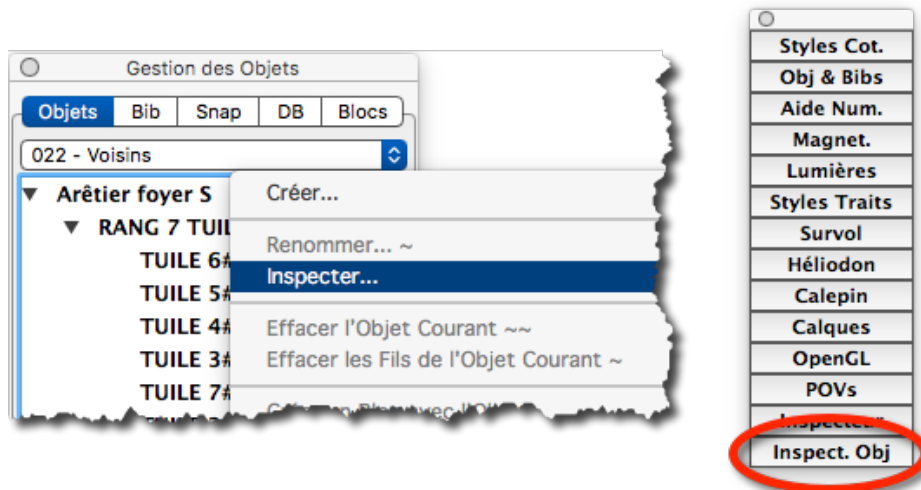 Gestion des Objets
Objets Bib Snap DB Blocs
022 - Voisins
Arêtier foyer S
RANG 7 TUIL
TUILE 6#
TUILE 5#
TUILE 4#
TUILE 3#
TUILE 7#
Créer...
Renommer... ~
Inspecter...
Effacer l'Objet Courant ~~
Effacer les Fils de l'Objet Courant ~
Styles Cot.
Obj & Bibs
Aide Num.
Magnet.
Lumières
Styles Traits
Survol
Héliodon
Calepin
Calques
OpenGL
POVs
Inspecteur
Inspect. Obj